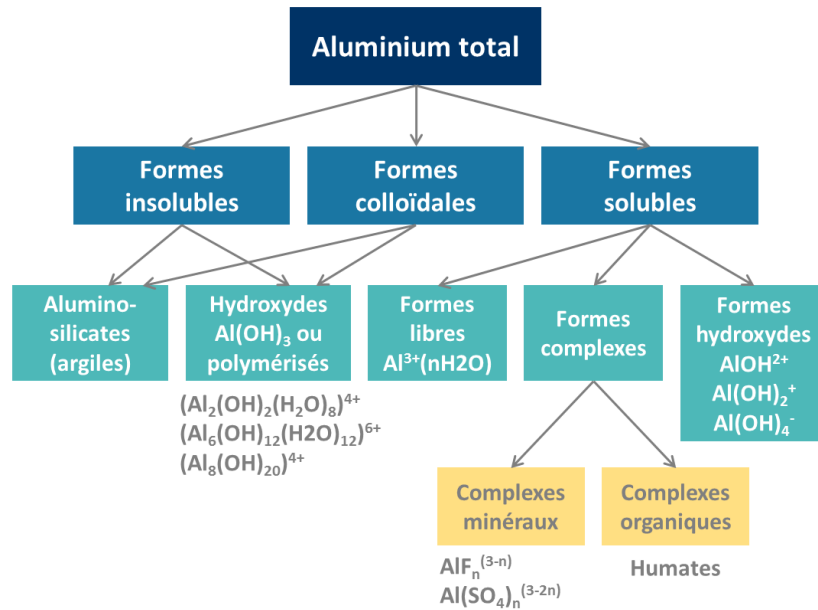 Aluminium total
Formes
insolubles
Formes
colloïdales
Formes
solubles
Alumino-
silicates
(argiles)
Hydroxydes
Al(OH)₃ ou
polymérisés
Formes
libres
Al³⁺(nH2O)
Formes
complexes
Formes
hydroxydes
AlOH²⁺
Al(OH)₂⁺
Al(OH)₄⁻
(Al₂(OH)₂(H₂O)₈)⁴⁺
(Al₆(OH)₁₂(H2O)₁₂)⁶⁺
(Al₈(OH)₂₀)⁴⁺
Complexes
minéraux
Complexes
organiques
AlFₙ⁽³⁻ⁿ⁾
Al(SO₄)ₙ⁽³⁻²ⁿ⁾
Humates